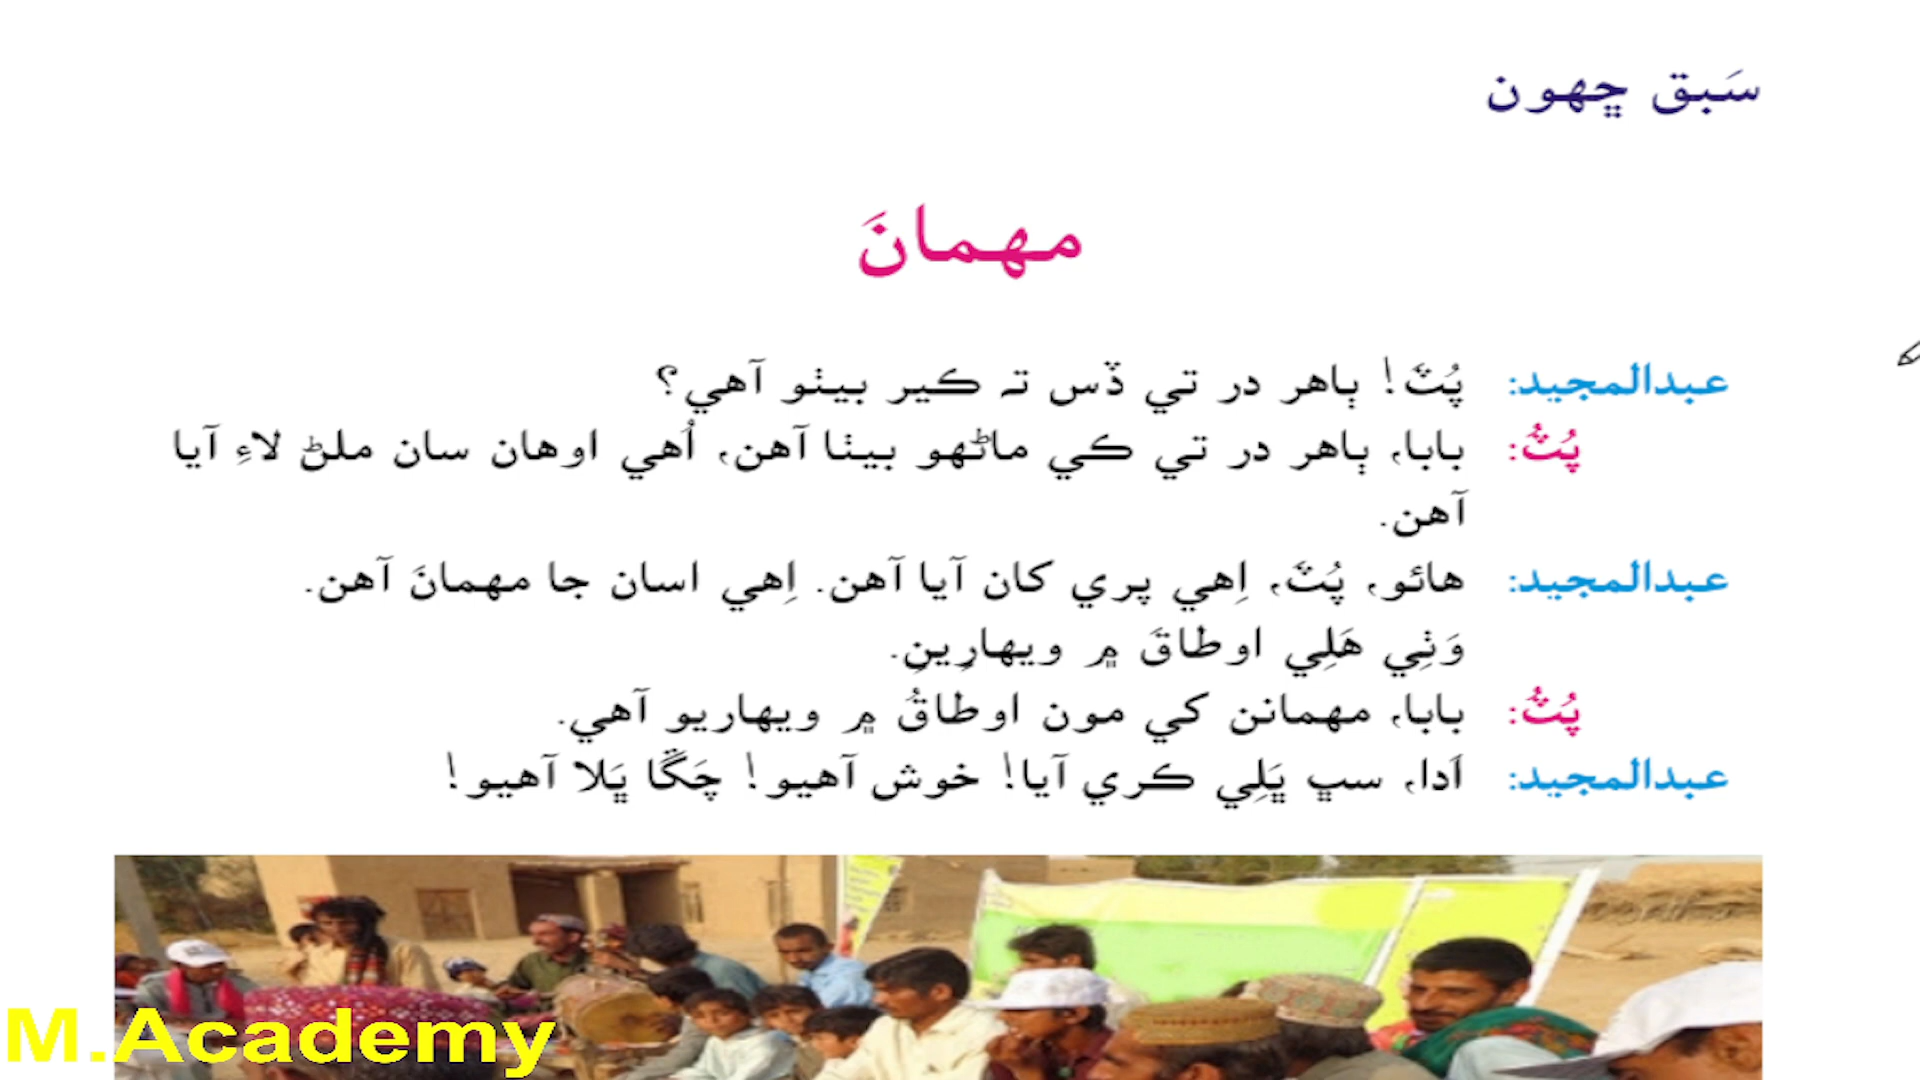 سَبق ڇهون
مهمانَ
عبدالمجيد: پُٽَ! ٻاهر در تي ڏس تہ ڪير بيٺو آهي؟
پُٽُ: بابا، ٻاهر در تي ڪي ماڻهو بيٺا آهن، اُهي اوهان سان ملڻ لاءِ آيا
آهن.
عبدالمجيد: هائو، پُٽَ، اِهي پري کان آيا آهن. اِهي اسان جا مهمانَ آهن.
وَٺِي هَلِي اوطاقَ ۾ ويهارِينِ.
پُٽُ: بابا، مهمانن کي مون اوطاقُ ۾ ويهاريو آهي.
عبدالمجيد: اَدا، سڀ ڀَلِي ڪري آيا! خوش آهيو! چَڱا ڀَلا آهيو!
M.Academy